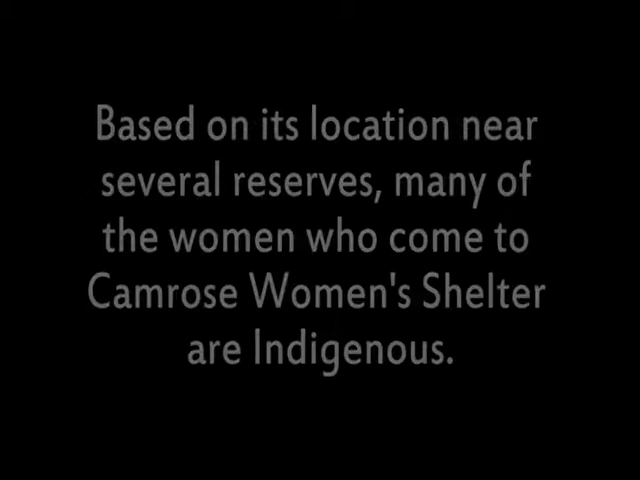 Based on its location near
several reserves, many of
the women who come to
Camrose Women's Shelter
are Indigenous.